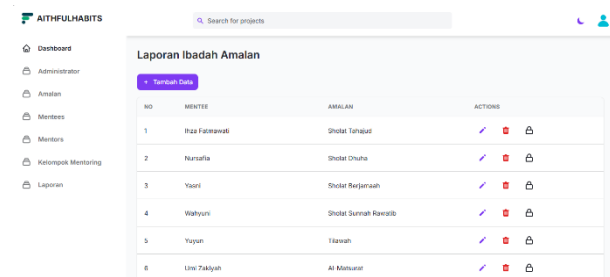 AITHFULHABITS
Search for projects
Dashboard
Administrator
Amalan
Mentees
Mentors
Kelompok Mentoring
Laporan
Laporan Ibadah Amalan
+ Tambah Data
NO MENTEE AMALAN ACTIONS
1 Ihza Fatmawati Sholat Tahajud
2 Nursafia Sholat Dhuha
3 Yasni Sholat Berjamaah
4 Wahyuni Sholat Sunnah Rawatib
5 Yuyun Tilawah
6 Umi Zakiyah Al-Matsurat